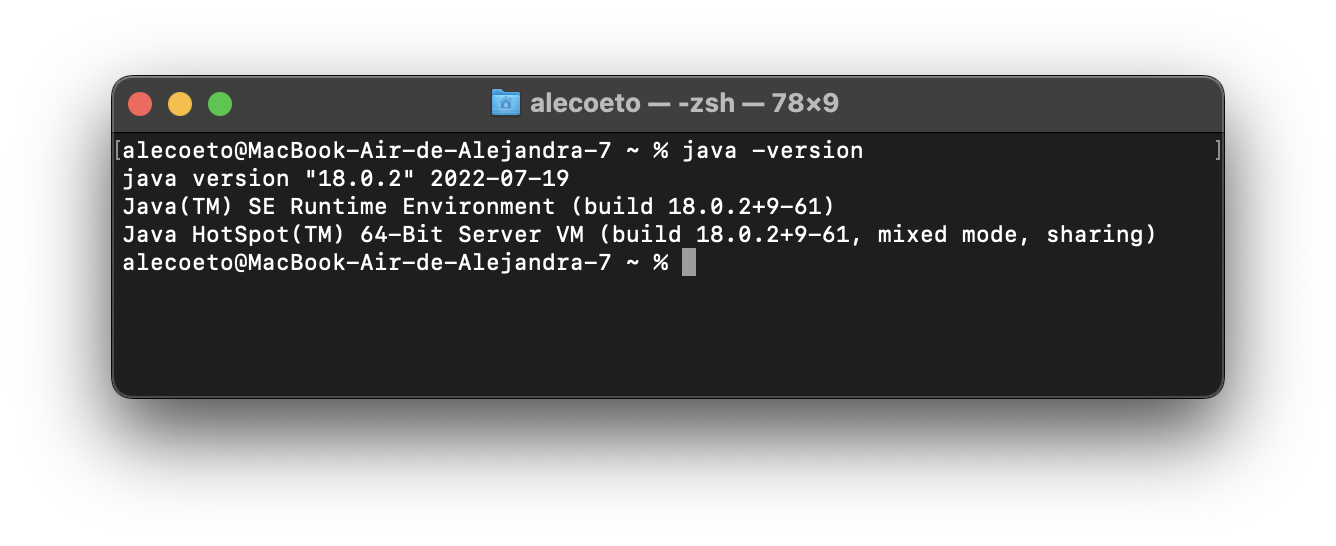 alecoeto — -zsh — 78×9
[alecoeto@MacBook-Air-de-Alejandra-7 ~ % java -version ]
java version "18.0.2" 2022-07-19
Java(TM) SE Runtime Environment (build 18.0.2+9-61)
Java HotSpot(TM) 64-Bit Server VM (build 18.0.2+9-61, mixed mode, sharing)
alecoeto@MacBook-Air-de-Alejandra-7 ~ %